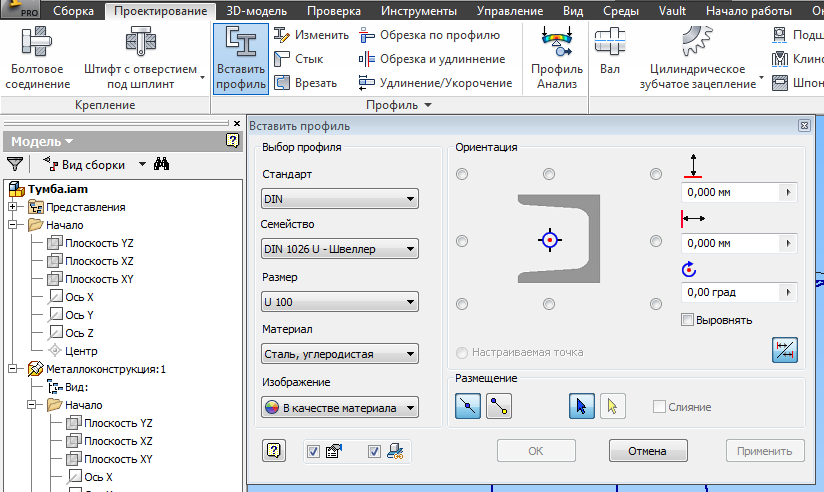 PRO Сборка Проектирование 3D-модель Проверка Инструменты Управление Вид Среды Vault Начало работы
Болтовое соединение
Штифт с отверстием под шплинт
Вставить профиль
Изменить
Стык
Врезать
Обрезка по профилю
Обрезка и удлиннение
Удлинение/Укорочение
Профиль Анализ
Вал
Цилиндрическое зубчатое зацепление
Крепление Профиль
Модель
Вид сборки
Тумба.iam
Представления
Начало
Плоскость YZ
Плоскость XZ
Плоскость XY
Ось X
Ось Y
Ось Z
Центр
Металлоконструкция:1
Вид:
Начало
Плоскость YZ
Плоскость XZ
Плоскость XY
Ось X
Вставить профиль
Выбор профиля
Стандарт
DIN
Семейство
DIN 1026 U - Швеллер
Размер
U 100
Материал
Сталь, углеродистая
Изображение
В качестве материала
Ориентация
0,000 мм
0,000 мм
0,00 град
Выровнять
Настраиваемая точка
Размещение
Слияние
OK Отмена Применить